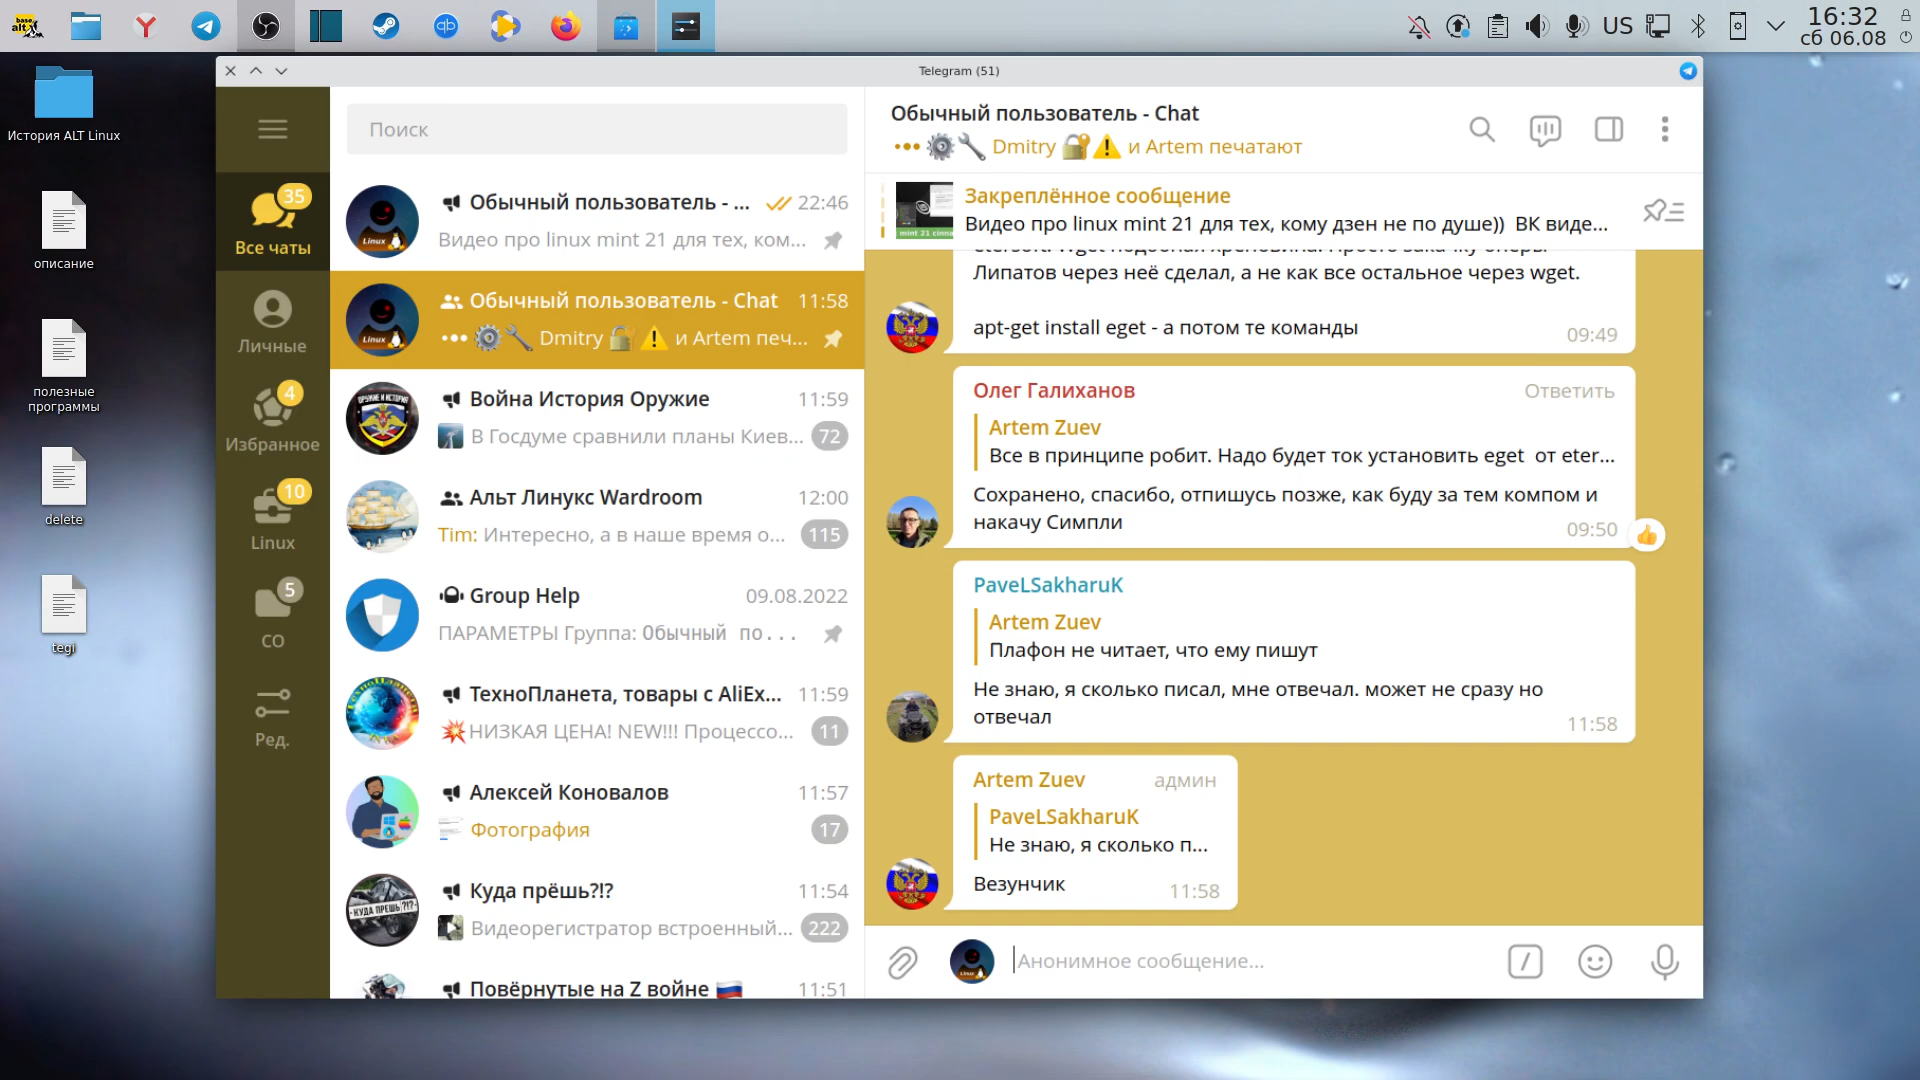 US
16:32
сб 06.08
Telegram (51)
История ALT Linux
описание
полезные
программы
delete
tegi
35
Все чаты
Личные
4
Избранное
10
Linux
5
СО
Ред.
Поиск
Обычный пользователь - ... 22:46
Видео про linux mint 21 для тех, ком...
Обычный пользователь - Chat 11:58
Dmitry и Artem печ...
Война История Оружие 11:59
В Госдуме сравнили планы Киев... 72
Альт Линукс Wardroom 12:00
Tim: Интересно, а в наше время о... 115
Group Help 09.08.2022
ПАРАМЕТРЫ Группа: Обычный по...
ТехноПланета, товары с AliEx... 11:59
НИЗКАЯ ЦЕНА! NEW!!! Процессо... 11
Алексей Коновалов 11:57
Фотография 17
Куда прёшь?!? 11:54
Видеорегистратор встроенный... 222
Повёрнутые на Z войне 11:51
Обычный пользователь - Chat
Dmitry и Artem печатают
Закреплённое сообщение
Видео про linux mint 21 для тех, кому дзен не по душе)) ВК виде...
Липатов через неё сделал, а не как все остальное через wget.
apt-get install eget - а потом те команды
09:49
Олег Галиханов Ответить
Artem Zuev
Все в принципе робит. Надо будет ток установить eget от eter...
Сохранено, спасибо, отпишусь позже, как буду за тем компом и
накачу Симпли
09:50
PaveLSakharuK
Artem Zuev
Плафон не читает, что ему пишут
Не знаю, я сколько писал, мне отвечал. может не сразу но
отвечал
11:58
Artem Zuev админ
PaveLSakharuK
Не знаю, я сколько п...
Везунчик
11:58
Анонимное сообщение...